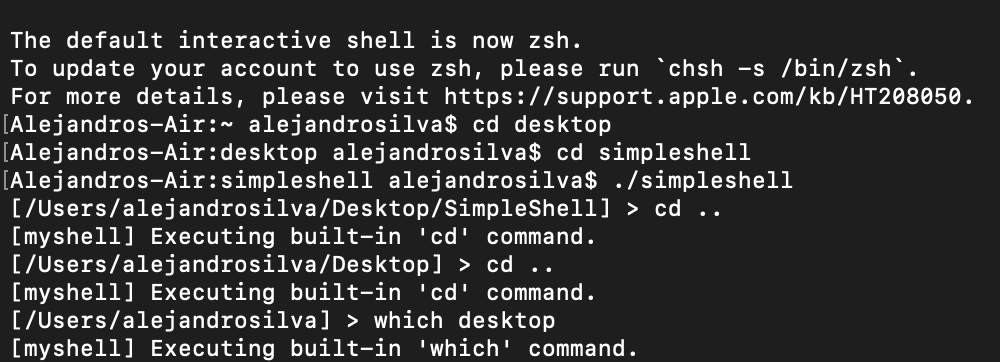 The default interactive shell is now zsh.
To update your account to use zsh, please run `chsh -s /bin/zsh`.
For more details, please visit https://support.apple.com/kb/HT208050.
[Alejandros-Air:~ alejandrosilva$ cd desktop
[Alejandros-Air:desktop alejandrosilva$ cd simpleshell
[Alejandros-Air:simpleshell alejandrosilva$ ./simpleshell
[/Users/alejandrosilva/Desktop/SimpleShell] > cd ..
[myshell] Executing built-in 'cd' command.
[/Users/alejandrosilva/Desktop] > cd ..
[myshell] Executing built-in 'cd' command.
[/Users/alejandrosilva] > which desktop
[myshell] Executing built-in 'which' command.